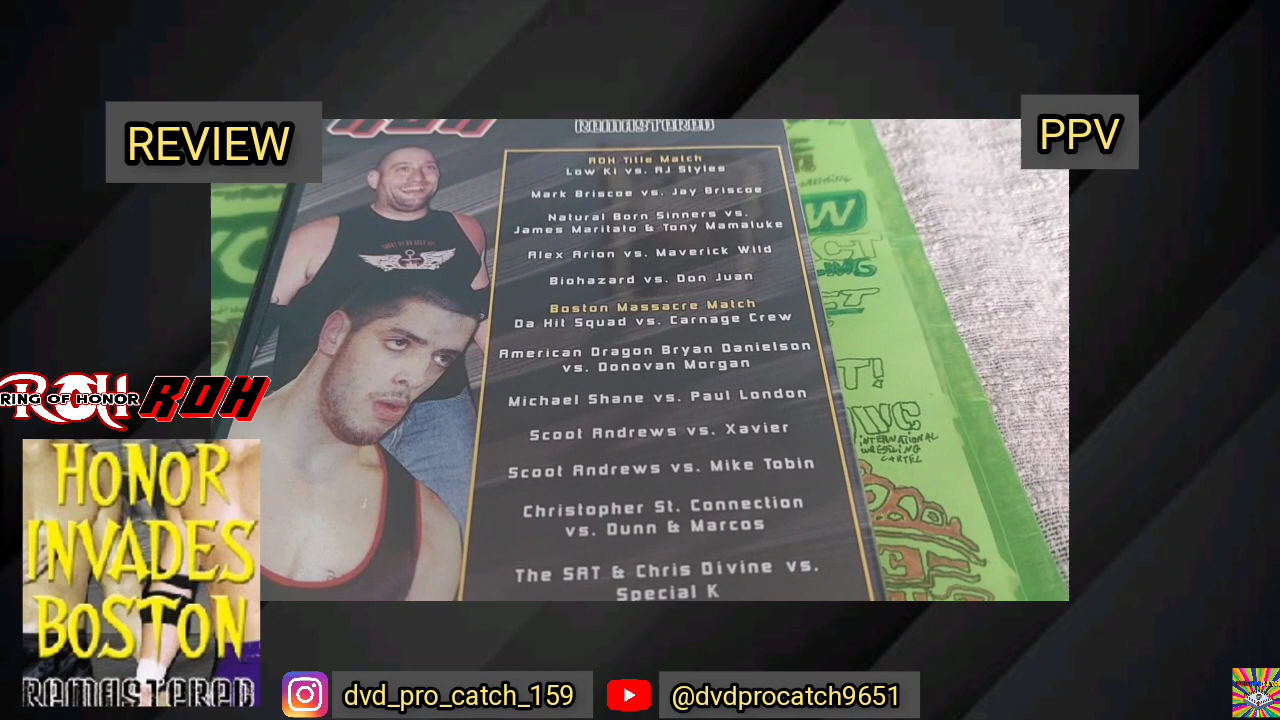 REVIEW
PPV
ROH
REMASTERED
ROH Title Match
Low Ki vs. AJ Styles
Mark Briscoe vs. Jay Briscoe
Natural Born Sinners vs.
James Maritato & Tony Mamaluke
Alex Arion vs. Maverick Wild
Biohazard vs. Don Juan
Boston Massacre Match
Da Hit Squad vs. Carnage Crew
American Dragon Bryan Danielson
vs. Donovan Morgan
Michael Shane vs. Paul London
Scoot Andrews vs. Xavier
Scoot Andrews vs. Mike Tobin
Christopher St. Connection
vs. Dunn & Marcos
The SAT & Chris Divine vs.
Special K
INTERNATIONAL
WRESTLING
CARTEL
ROH ROH
RING OF HONOR
HONOR
INVADES
BOSTON
REMASTERED
dvd_pro_catch_159
@dvdprocatch9651